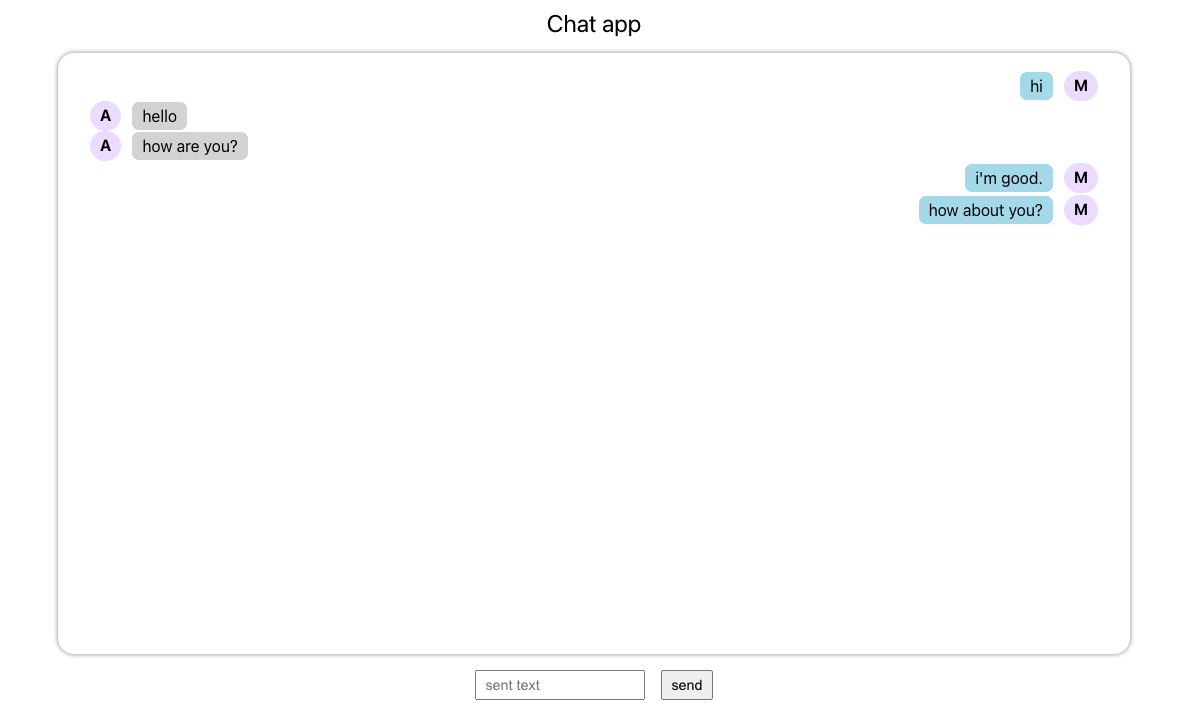 Chat app
hi M
A hello
A how are you?
i'm good. M
how about you? M
sent text send